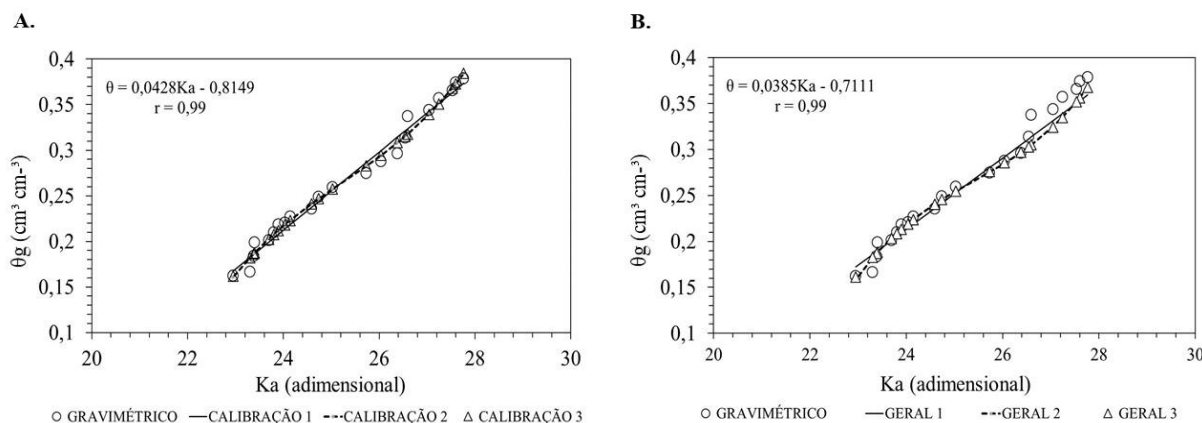 A.
θ = 0,0428Ka - 0,8149
r = 0,99
θg (cm³ cm-³)
0,4
0,35
0,3
0,25
0,2
0,15
0,1
20 22 24 26 28 30
Ka (adimensional)
GRAVIMÉTRICO CALIBRAÇÃO 1 CALIBRAÇÃO 2 CALIBRAÇÃO 3
B.
θ = 0,0385Ka - 0,7111
r = 0,99
θg (cm³ cm-³)
0,4
0,35
0,3
0,25
0,2
0,15
0,1
20 22 24 26 28 30
Ka (adimensional)
GRAVIMÉTRICO GERAL 1 GERAL 2 GERAL 3